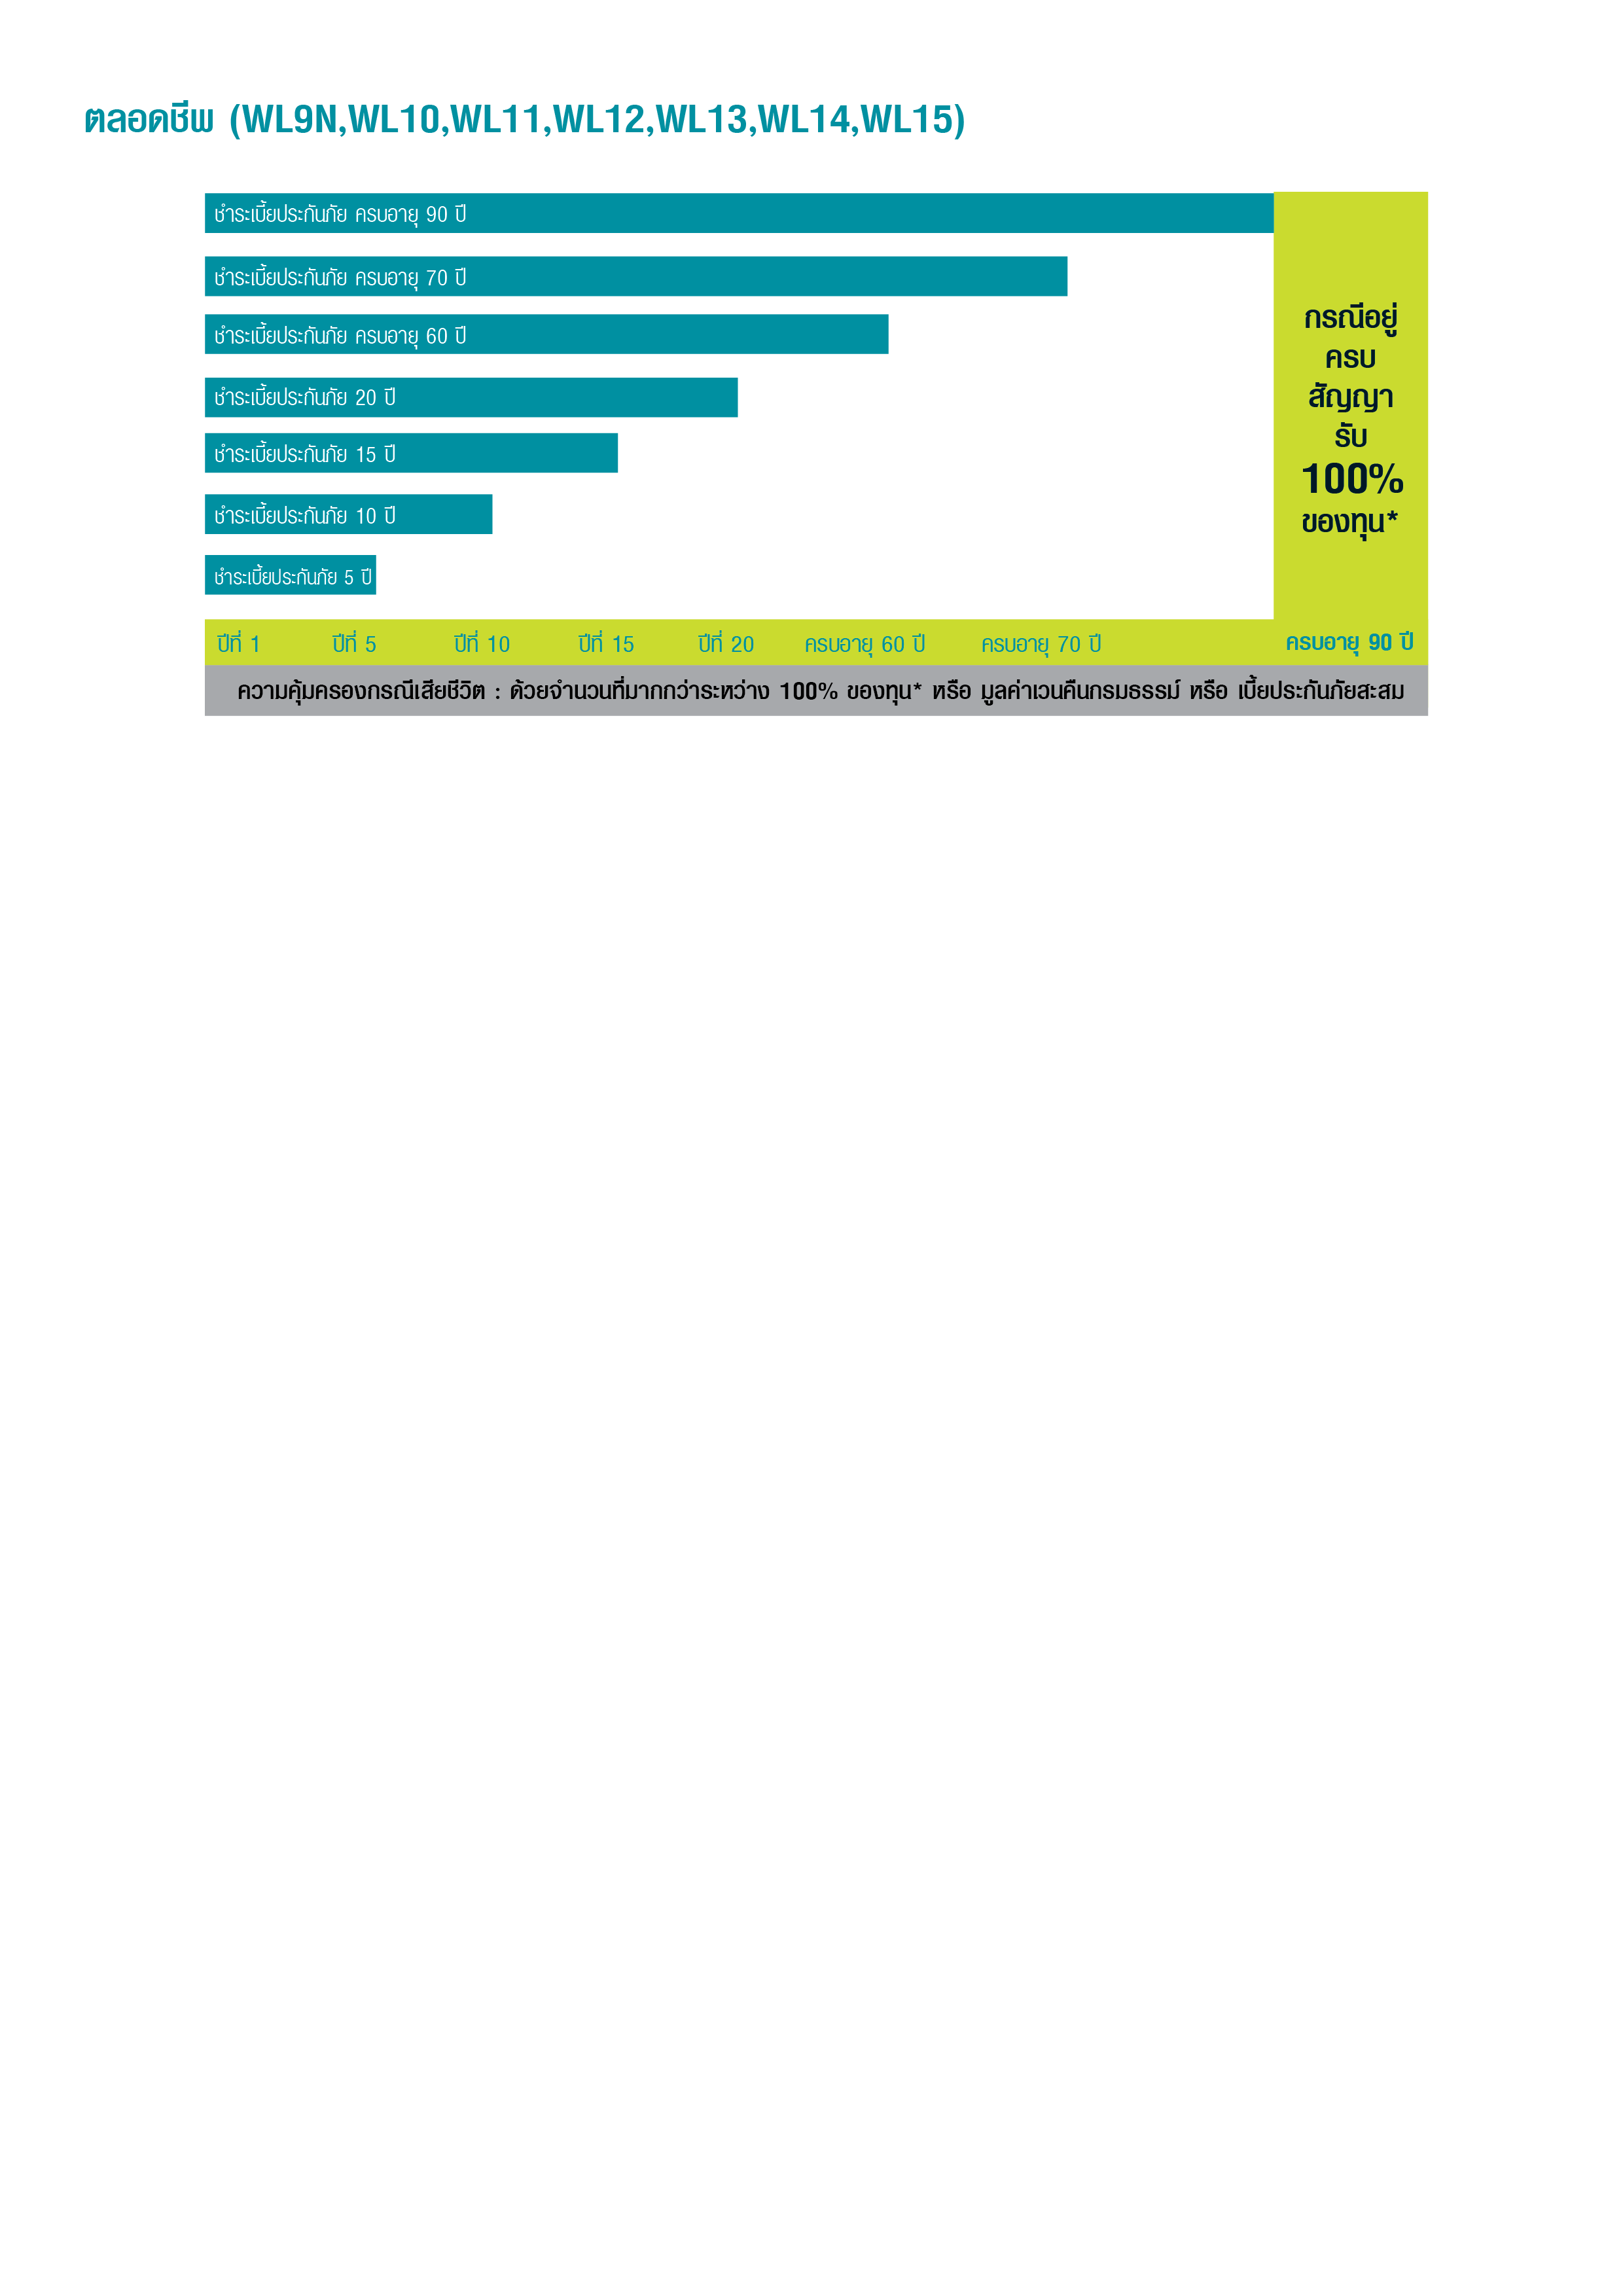 ตลอดชีพ (WL9N,WL10,WL11,WL12,WL13,WL14,WL15)
ชำระเบี้ยประกันภัย ครบอายุ 90 ปี
ชำระเบี้ยประกันภัย ครบอายุ 70 ปี
ชำระเบี้ยประกันภัย ครบอายุ 60 ปี
ชำระเบี้ยประกันภัย 20 ปี
ชำระเบี้ยประกันภัย 15 ปี
ชำระเบี้ยประกันภัย 10 ปี
ชำระเบี้ยประกันภัย 5 ปี
กรณีอยู่
ครบ
สัญญา
รับ
100%
ของทุน*
ปีที่ 1 ปีที่ 5 ปีที่ 10 ปีที่ 15 ปีที่ 20 ครบอายุ 60 ปี ครบอายุ 70 ปี ครบอายุ 90 ปี
ความคุ้มครองกรณีเสียชีวิต : ด้วยจำนวนที่มากกว่าระหว่าง 100% ของทุน* หรือ มูลค่าเวนคืนกรมธรรม์ หรือ เบี้ยประกันภัยสะสม